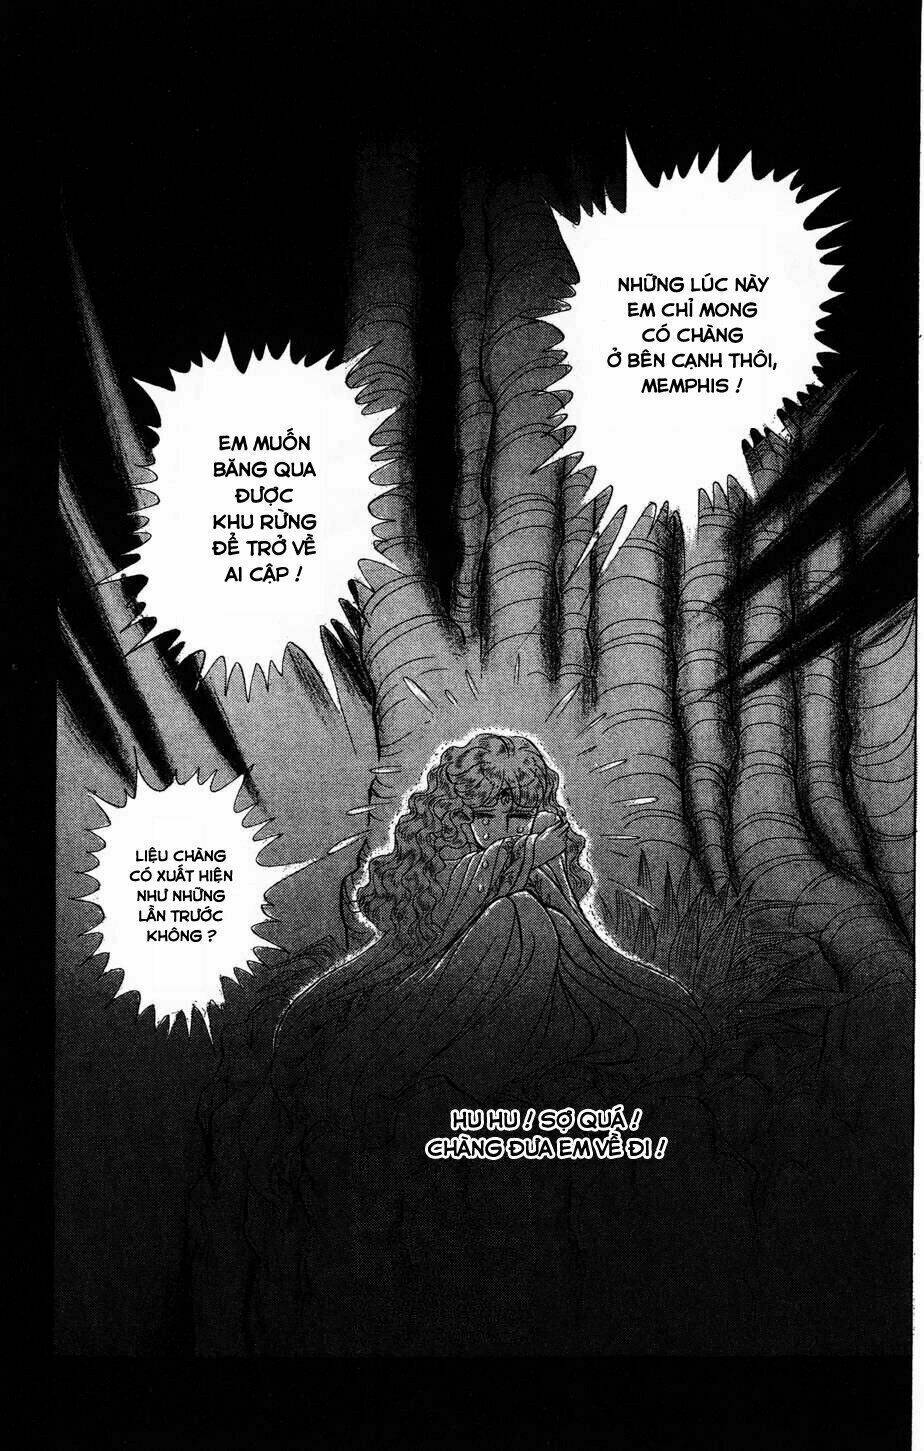 NHỮNG LÚC NÀY
EM CHỈ MONG
CÓ CHÀNG
Ở BÊN CẠNH THÔI,
MEMPHIS !
EM MUỐN
BĂNG QUA
ĐƯỢC
KHU RỪNG
ĐỂ TRỞ VỀ
AI CẬP !
LIỆU CHÀNG
CÓ XUẤT HIỆN
NHƯ NHỮNG
LẦN TRƯỚC
KHÔNG ?
HU HU ! SỢ QUÁ !
CHÀNG ĐƯA EM VỀ ĐI !